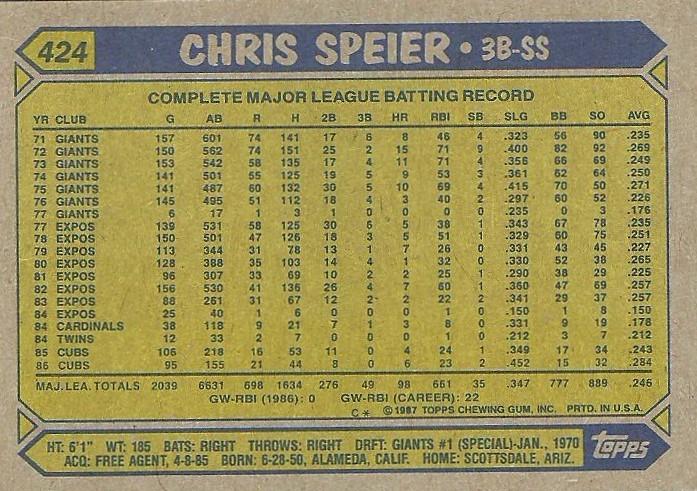 424 CHRIS SPEIER • 3B-SS
COMPLETE MAJOR LEAGUE BATTING RECORD
YR CLUB G AB R H 2B 3B HR RBI SB SLG BB SO AVG
71 GIANTS 157 601 74 141 17 6 8 46 4 .323 56 90 .235
72 GIANTS 150 562 74 151 25 2 15 71 9 .400 82 92 .269
73 GIANTS 153 542 58 135 17 4 11 71 4 .356 66 69 .249
74 GIANTS 141 501 55 125 19 5 9 53 3 .361 62 64 .250
75 GIANTS 141 487 60 132 30 5 10 69 4 .415 70 50 .271
76 GIANTS 145 495 51 112 18 4 3 40 2 .297 60 52 .226
77 GIANTS 6 17 1 3 1 0 0 0 0 .235 0 3 .176
77 EXPOS 139 531 58 125 30 6 5 38 1 .343 67 78 .235
78 EXPOS 150 501 47 126 18 3 5 51 1 .329 60 75 .251
79 EXPOS 113 344 31 78 13 1 7 26 0 .331 43 45 .227
80 EXPOS 128 388 35 103 14 4 1 32 0 .330 52 38 .265
81 EXPOS 96 307 33 69 10 2 2 25 1 .290 38 29 .225
82 EXPOS 156 530 41 136 26 4 7 60 1 .360 47 69 .257
83 EXPOS 88 261 31 67 12 2 2 22 2 .341 29 37 .257
84 EXPOS 25 40 1 6 0 0 0 1 0 .150 1 8 .150
84 CARDINALS 38 118 9 21 7 1 3 8 0 .331 9 19 .178
84 TWINS 12 33 2 7 0 0 0 1 0 .212 3 7 .212
85 CUBS 106 218 16 53 11 0 4 24 1 .349 17 34 .243
86 CUBS 95 155 21 44 8 0 6 23 2 .452 15 32 .284
MAJ. LEA. TOTALS 2039 6631 698 1634 276 49 98 661 35 .347 777 889 .246
GW-RBI (1986): 0 GW-RBI (CAREER): 22
C* ©1987 TOPPS CHEWING GUM, INC. PRTD. IN U.S.A.
HT: 6'1" WT: 185 BATS: RIGHT THROWS: RIGHT DRFT: GIANTS #1 (SPECIAL)-JAN., 1970
ACQ: FREE AGENT, 4-8-85 BORN: 6-28-50, ALAMEDA, CALIF. HOME: SCOTTSDALE, ARIZ.
topps